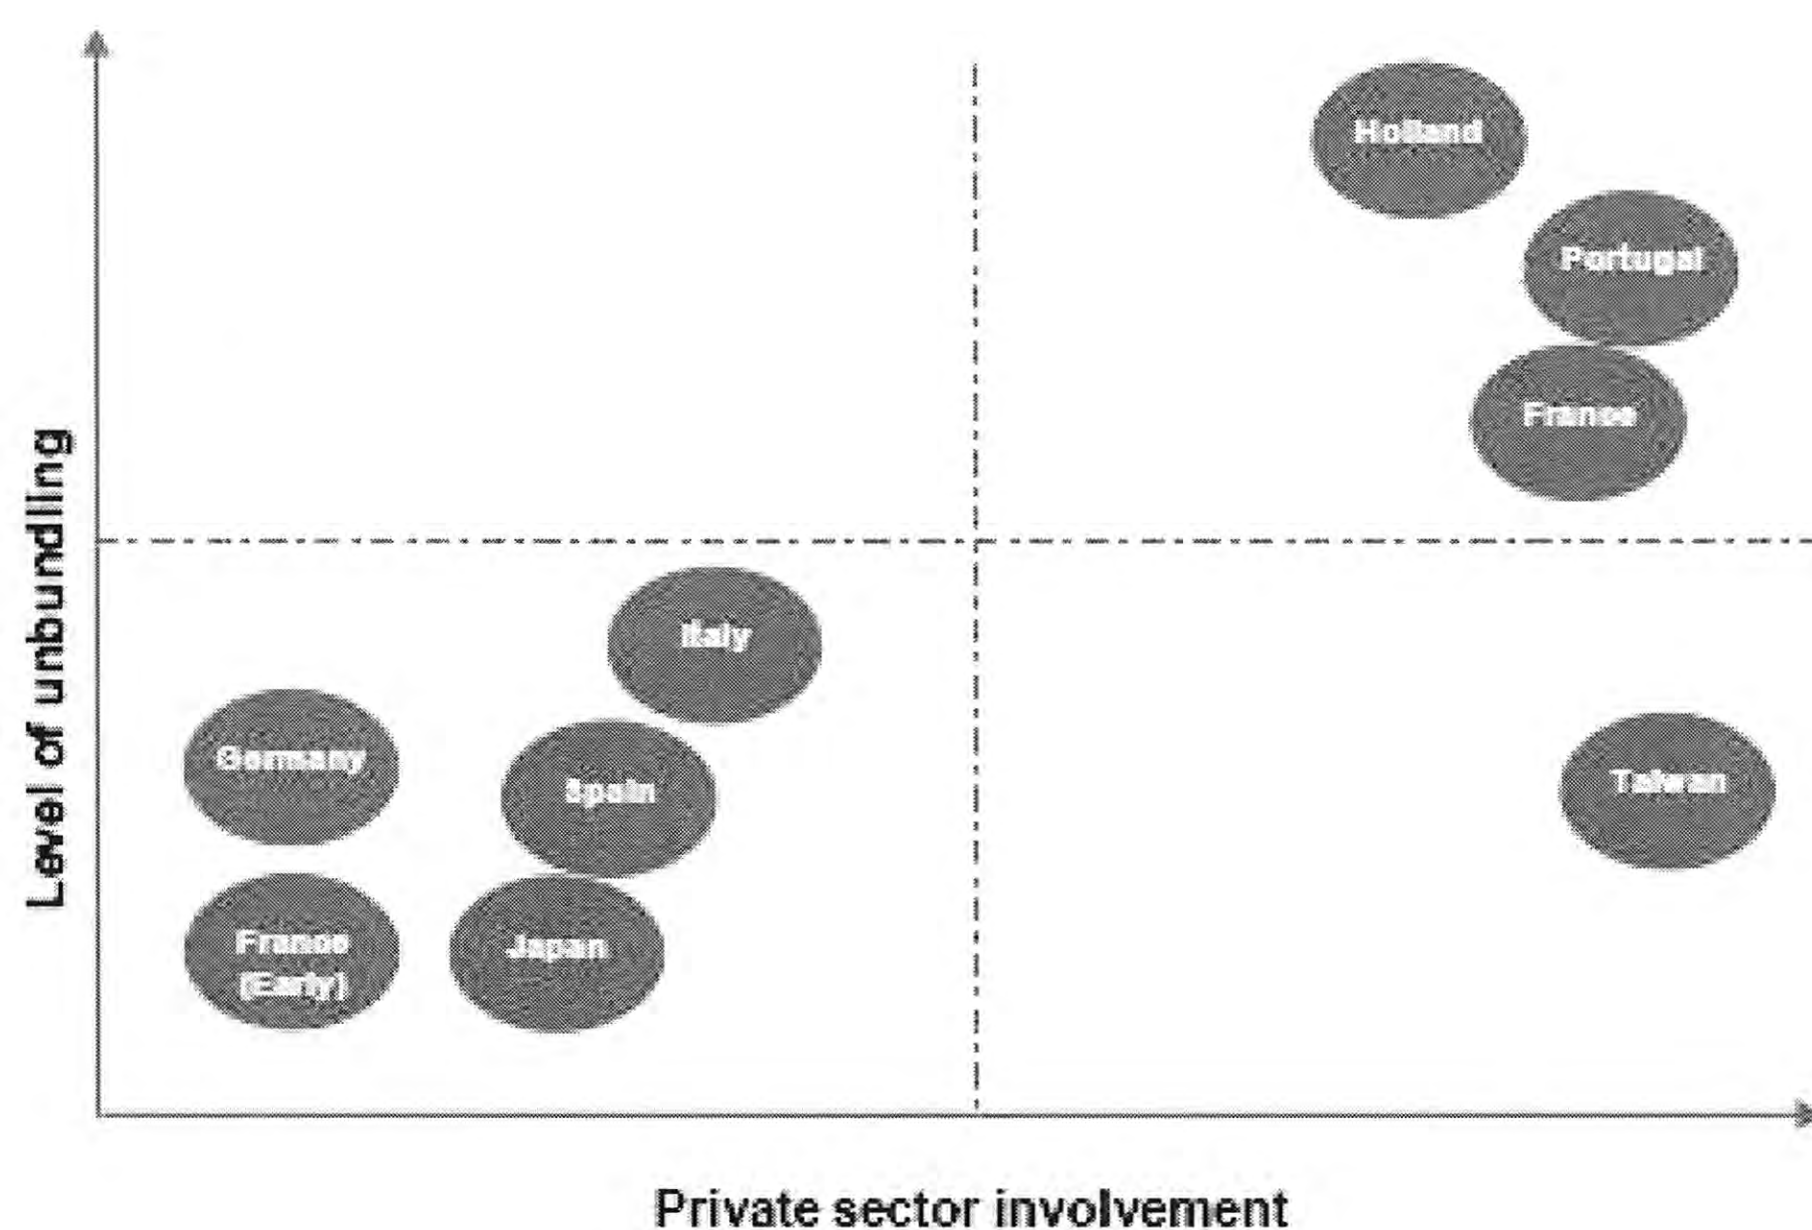 Holland
Portugal
France
Level of unbundling
Italy
Germany
Spain
Taiwan
France
(Early)
Japan
Private sector involvement